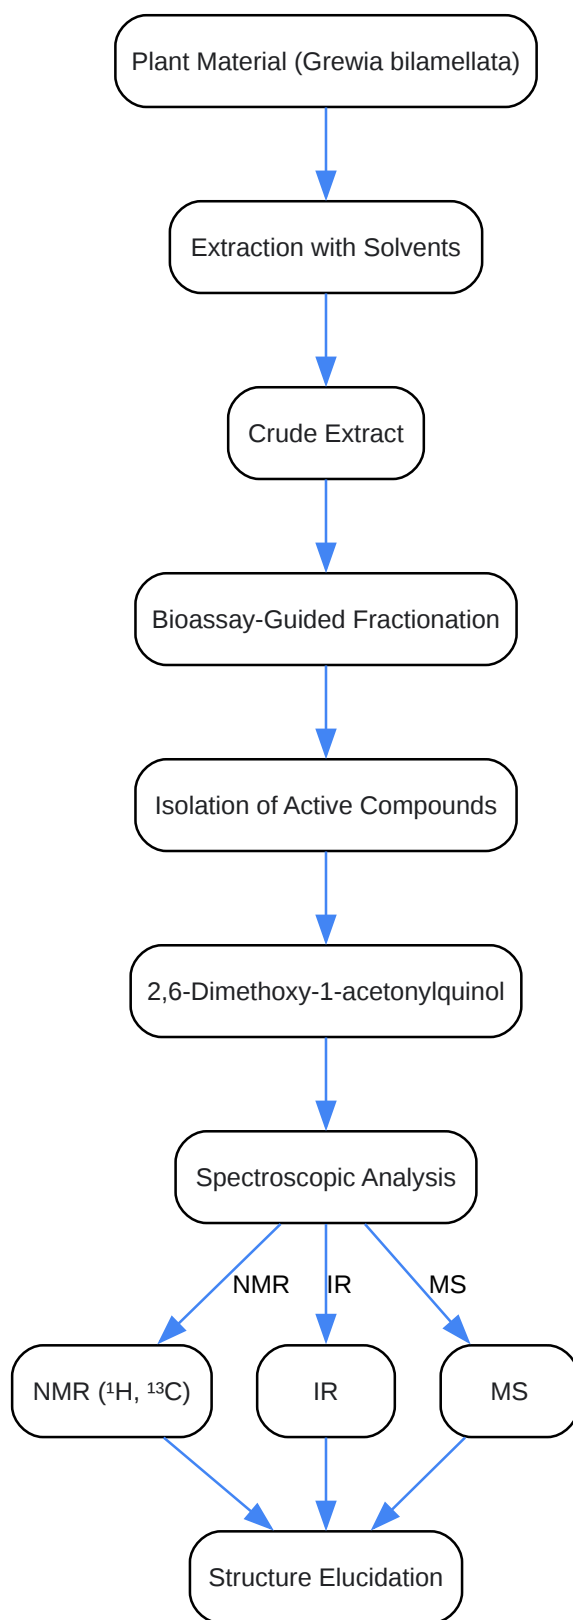 Plant Material (Grewia bilamellata)
Extraction with Solvents
Crude Extract
Bioassay-Guided Fractionation
Isolation of Active Compounds
2,6-Dimethoxy-1-acetonylquinol
Spectroscopic Analysis
NMR
IR
MS
NMR (¹H, ¹³C)
IR
MS
Structure Elucidation